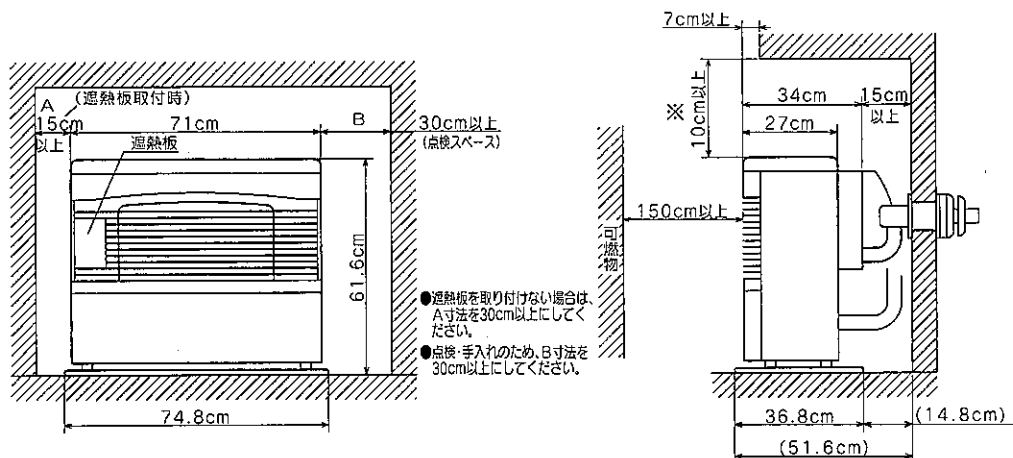 A
(遮熱板取付時)
15cm
以上
71cm
B
30cm以上
(点検スペース)
遮熱板
61.6cm
74.8cm
●遮熱板を取り付けない場合は、
A寸法を30cm以上にしてく
ださい。
●点検・手入れのため、B寸法を
30cm以上にしてください。
7cm以上
※
10cm以上
34cm
15cm
以上
27cm
150cm以上
可燃物
36.8cm
(14.8cm)
(51.6cm)